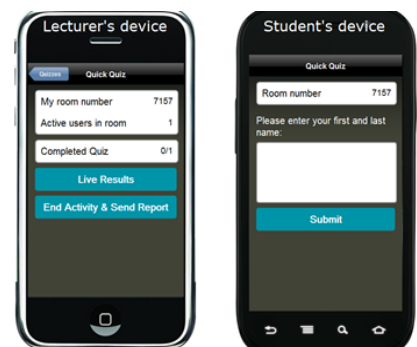 Lecturer's device
Quizzes Quick Quiz
My room number 7157
Active users in room 1
Completed Quiz 0/1
Live Results
End Activity & Send Report
Student's device
Quick Quiz
Room number 7157
Please enter your first and last
name:
Submit